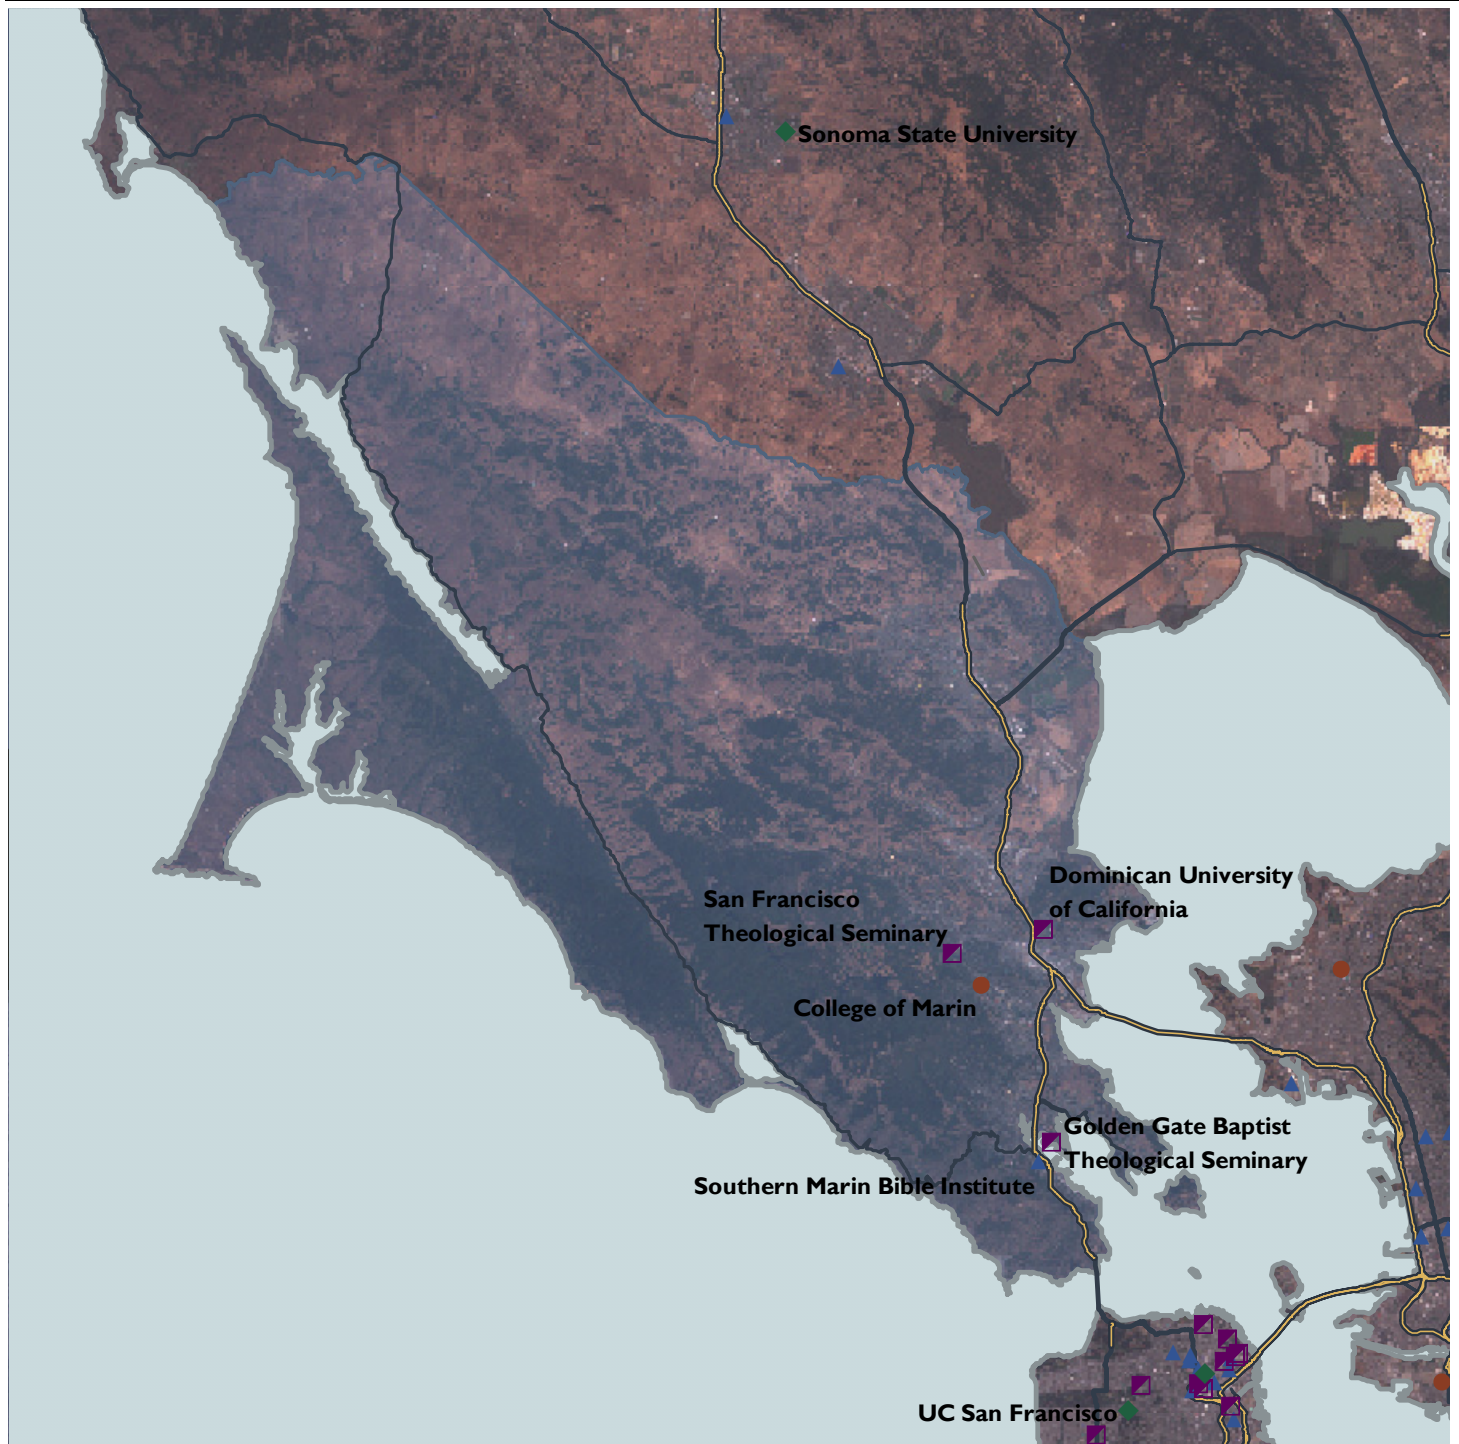 Sonoma State University
Dominican University
of California
San Francisco
Theological Seminary
College of Marin
Golden Gate Baptist
Theological Seminary
Southern Marin Bible Institute
UC San Francisco